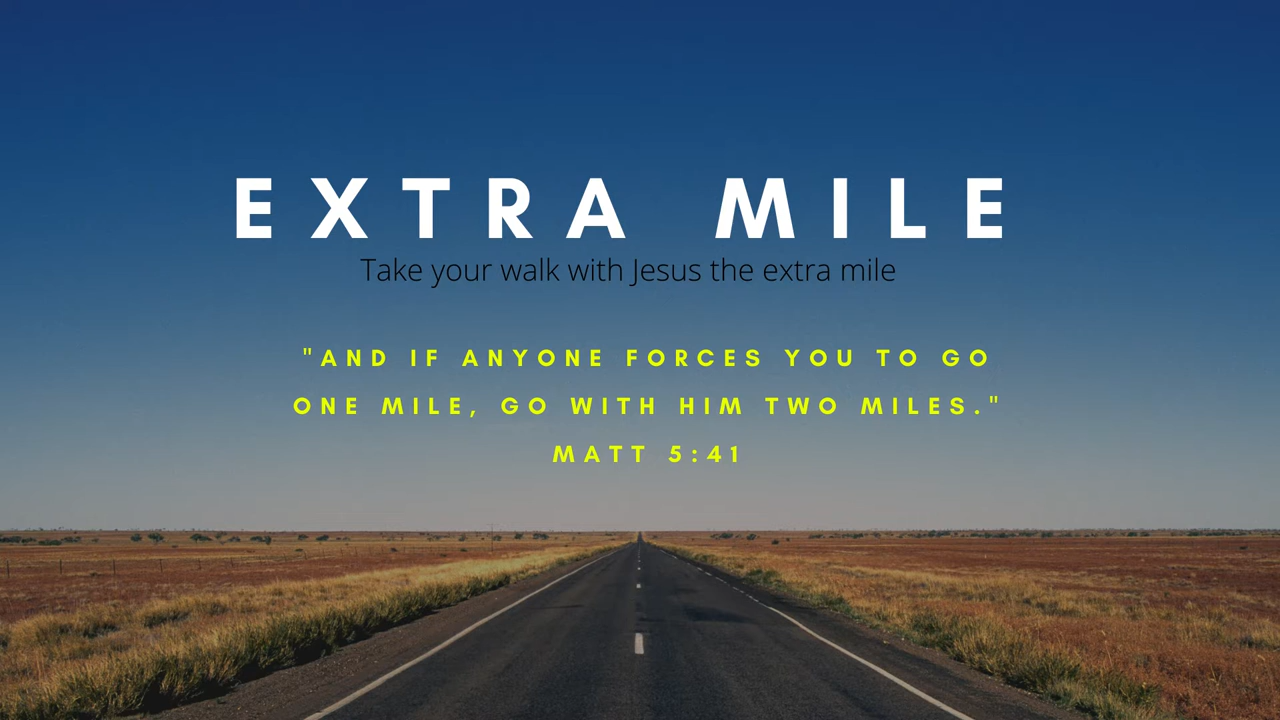 EXTRA MILE
Take your walk with Jesus the extra mile
"AND IF ANYONE FORCES YOU TO GO
ONE MILE, GO WITH HIM TWO MILES."
MATT 5:41